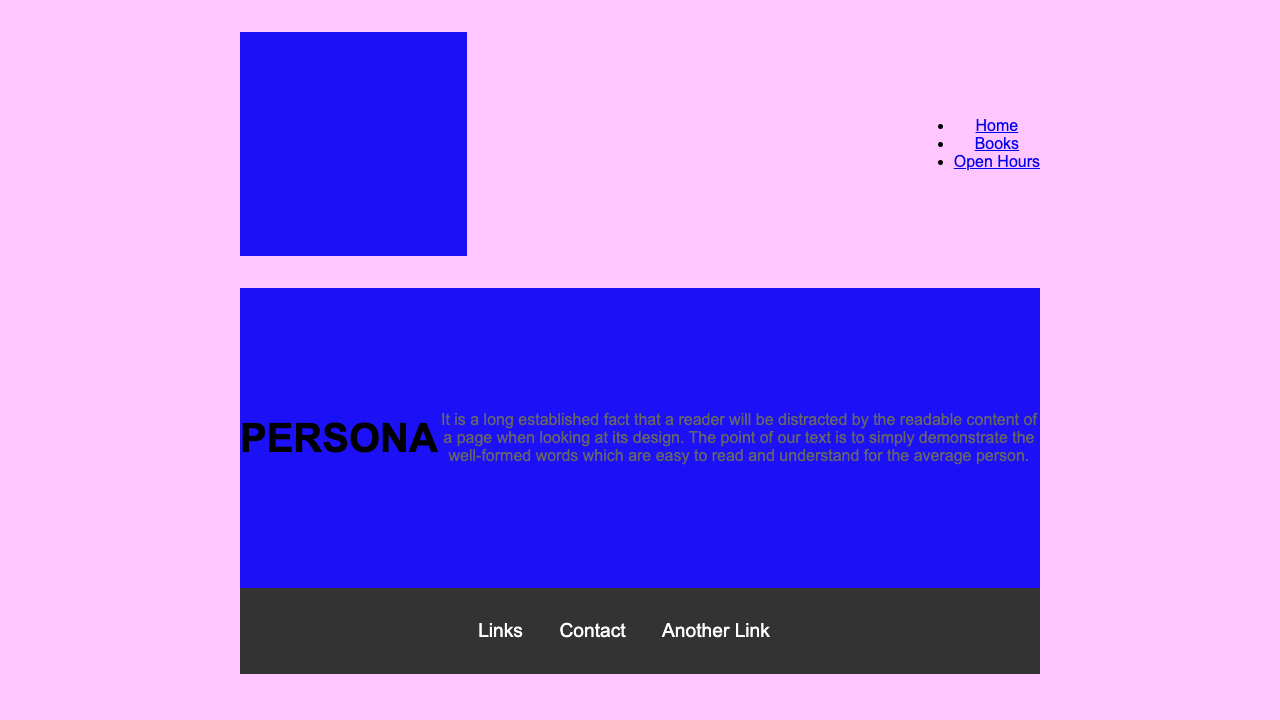 Home
Books
Open Hours
PERSONA
It is a long established fact that a reader will be distracted by the readable content of
a page when looking at its design. The point of our text is to simply demonstrate the
well-formed words which are easy to read and understand for the average person.
Links Contact Another Link